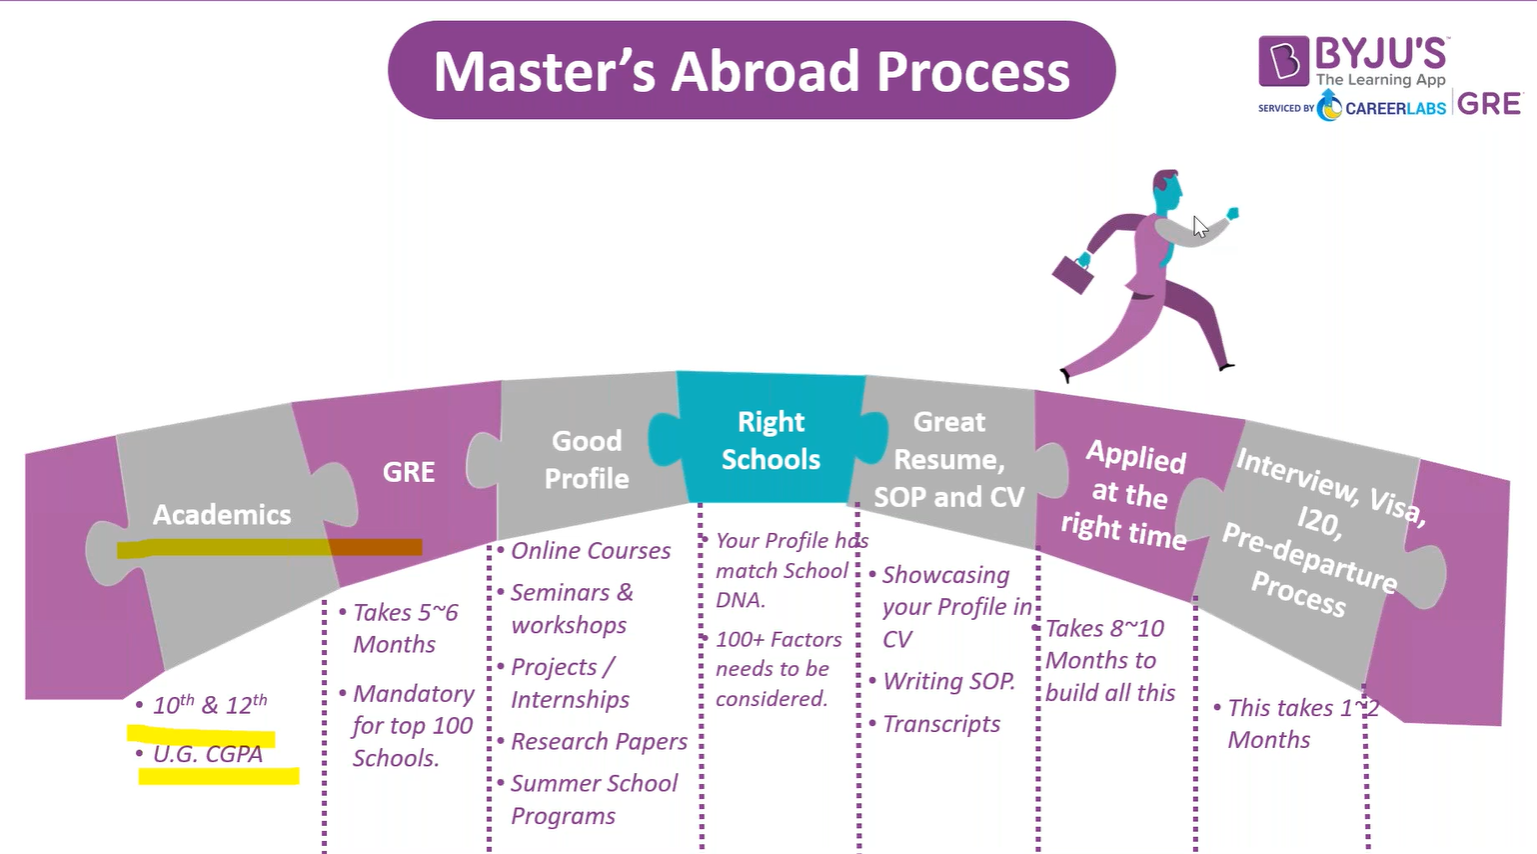 Master's Abroad Process
BYJU'S™
The Learning App
SERVICED BY CAREERLABS GRE
Academics
GRE
Good
Profile
Right
Schools
Great
Resume,
SOP and CV
Applied
at the
right time
Interview, Visa,
I20,
Pre-departure
Process
• 10th & 12th
• U.G. CGPA
• Takes 5~6
Months
• Mandatory
for top 100
Schools.
• Online Courses
• Seminars &
workshops
• Projects /
Internships
• Research Papers
• Summer School
Programs
• Your Profile has
match School
DNA.
• 100+ Factors
needs to be
considered.
• Showcasing
your Profile in
CV
• Writing SOP.
• Transcripts
• Takes 8~10
Months to
build all this
• This takes 1~2
Months